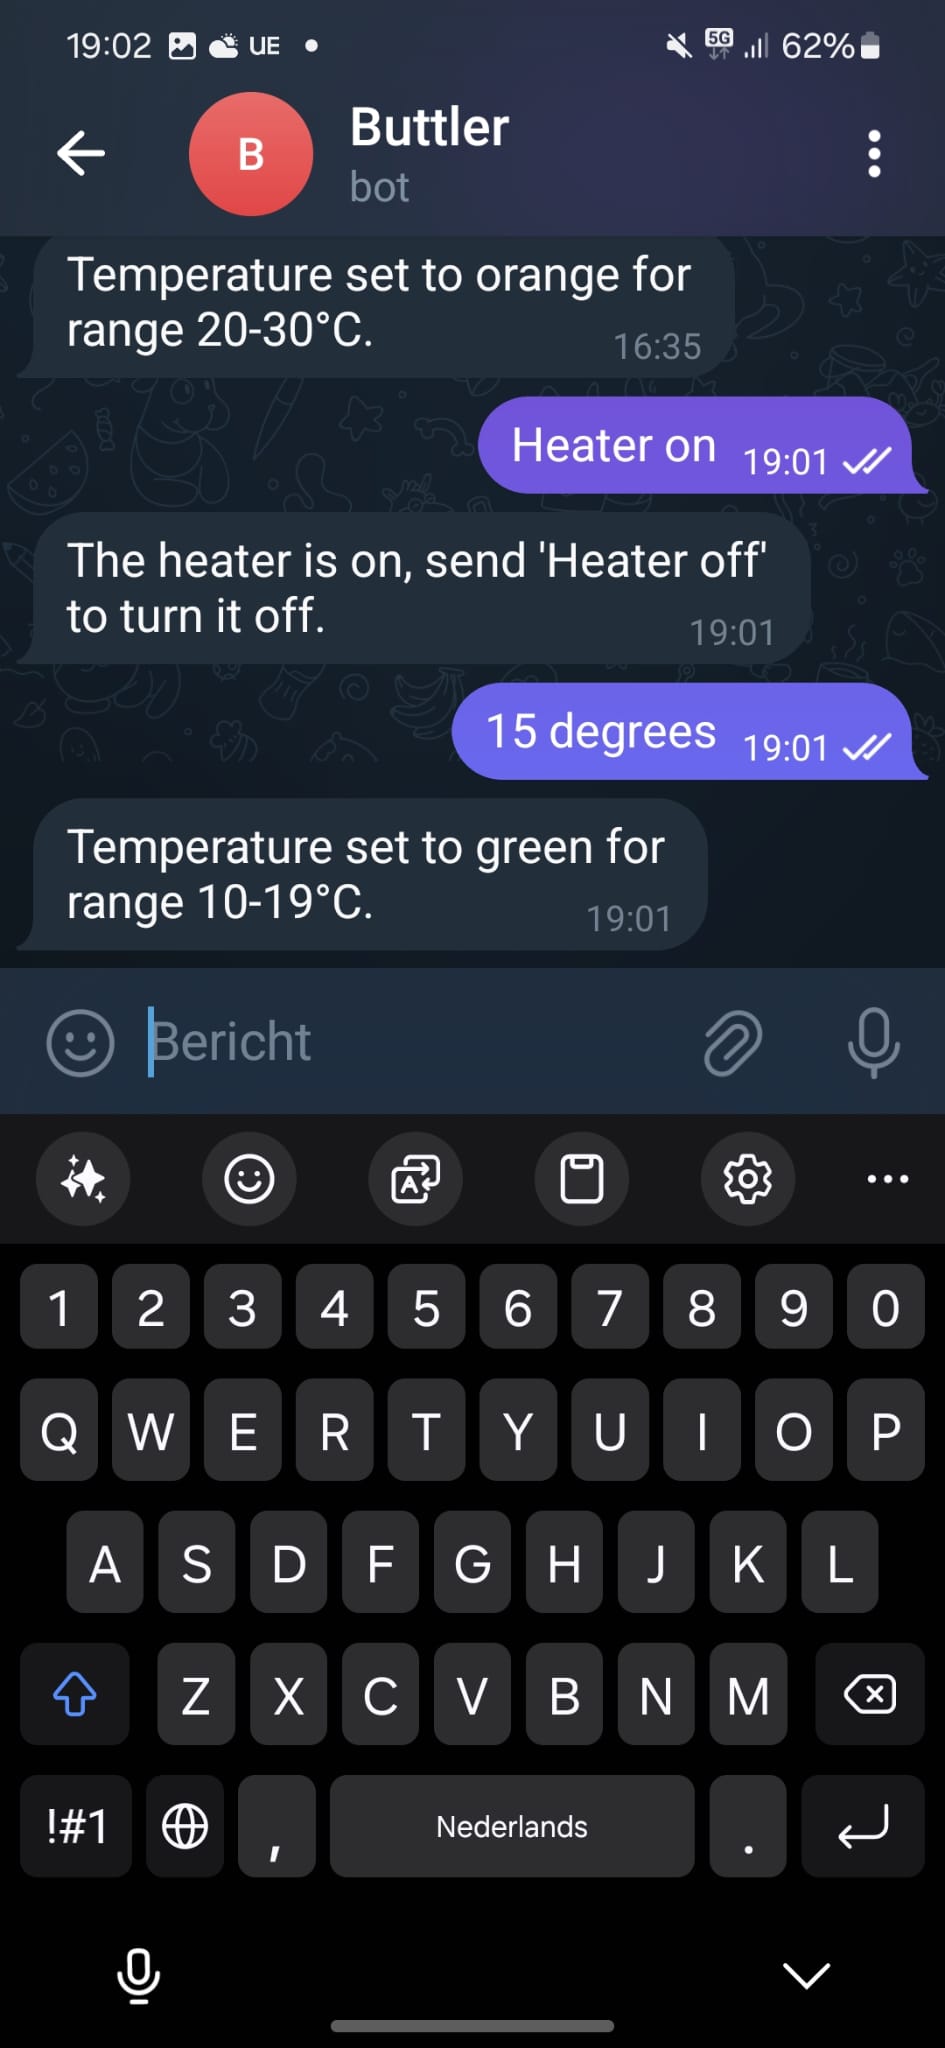 19:02 UE 5G 62%
B
Buttler
bot
Temperature set to orange for
range 20-30°C.
16:35
Heater on 19:01
The heater is on, send 'Heater off'
to turn it off.
19:01
15 degrees 19:01
Temperature set to green for
range 10-19°C.
19:01
Bericht
A
1 2 3 4 5 6 7 8 9 0
Q W E R T Y U I O P
A S D F G H J K L
Z X C V B N M
!#1 , Nederlands .